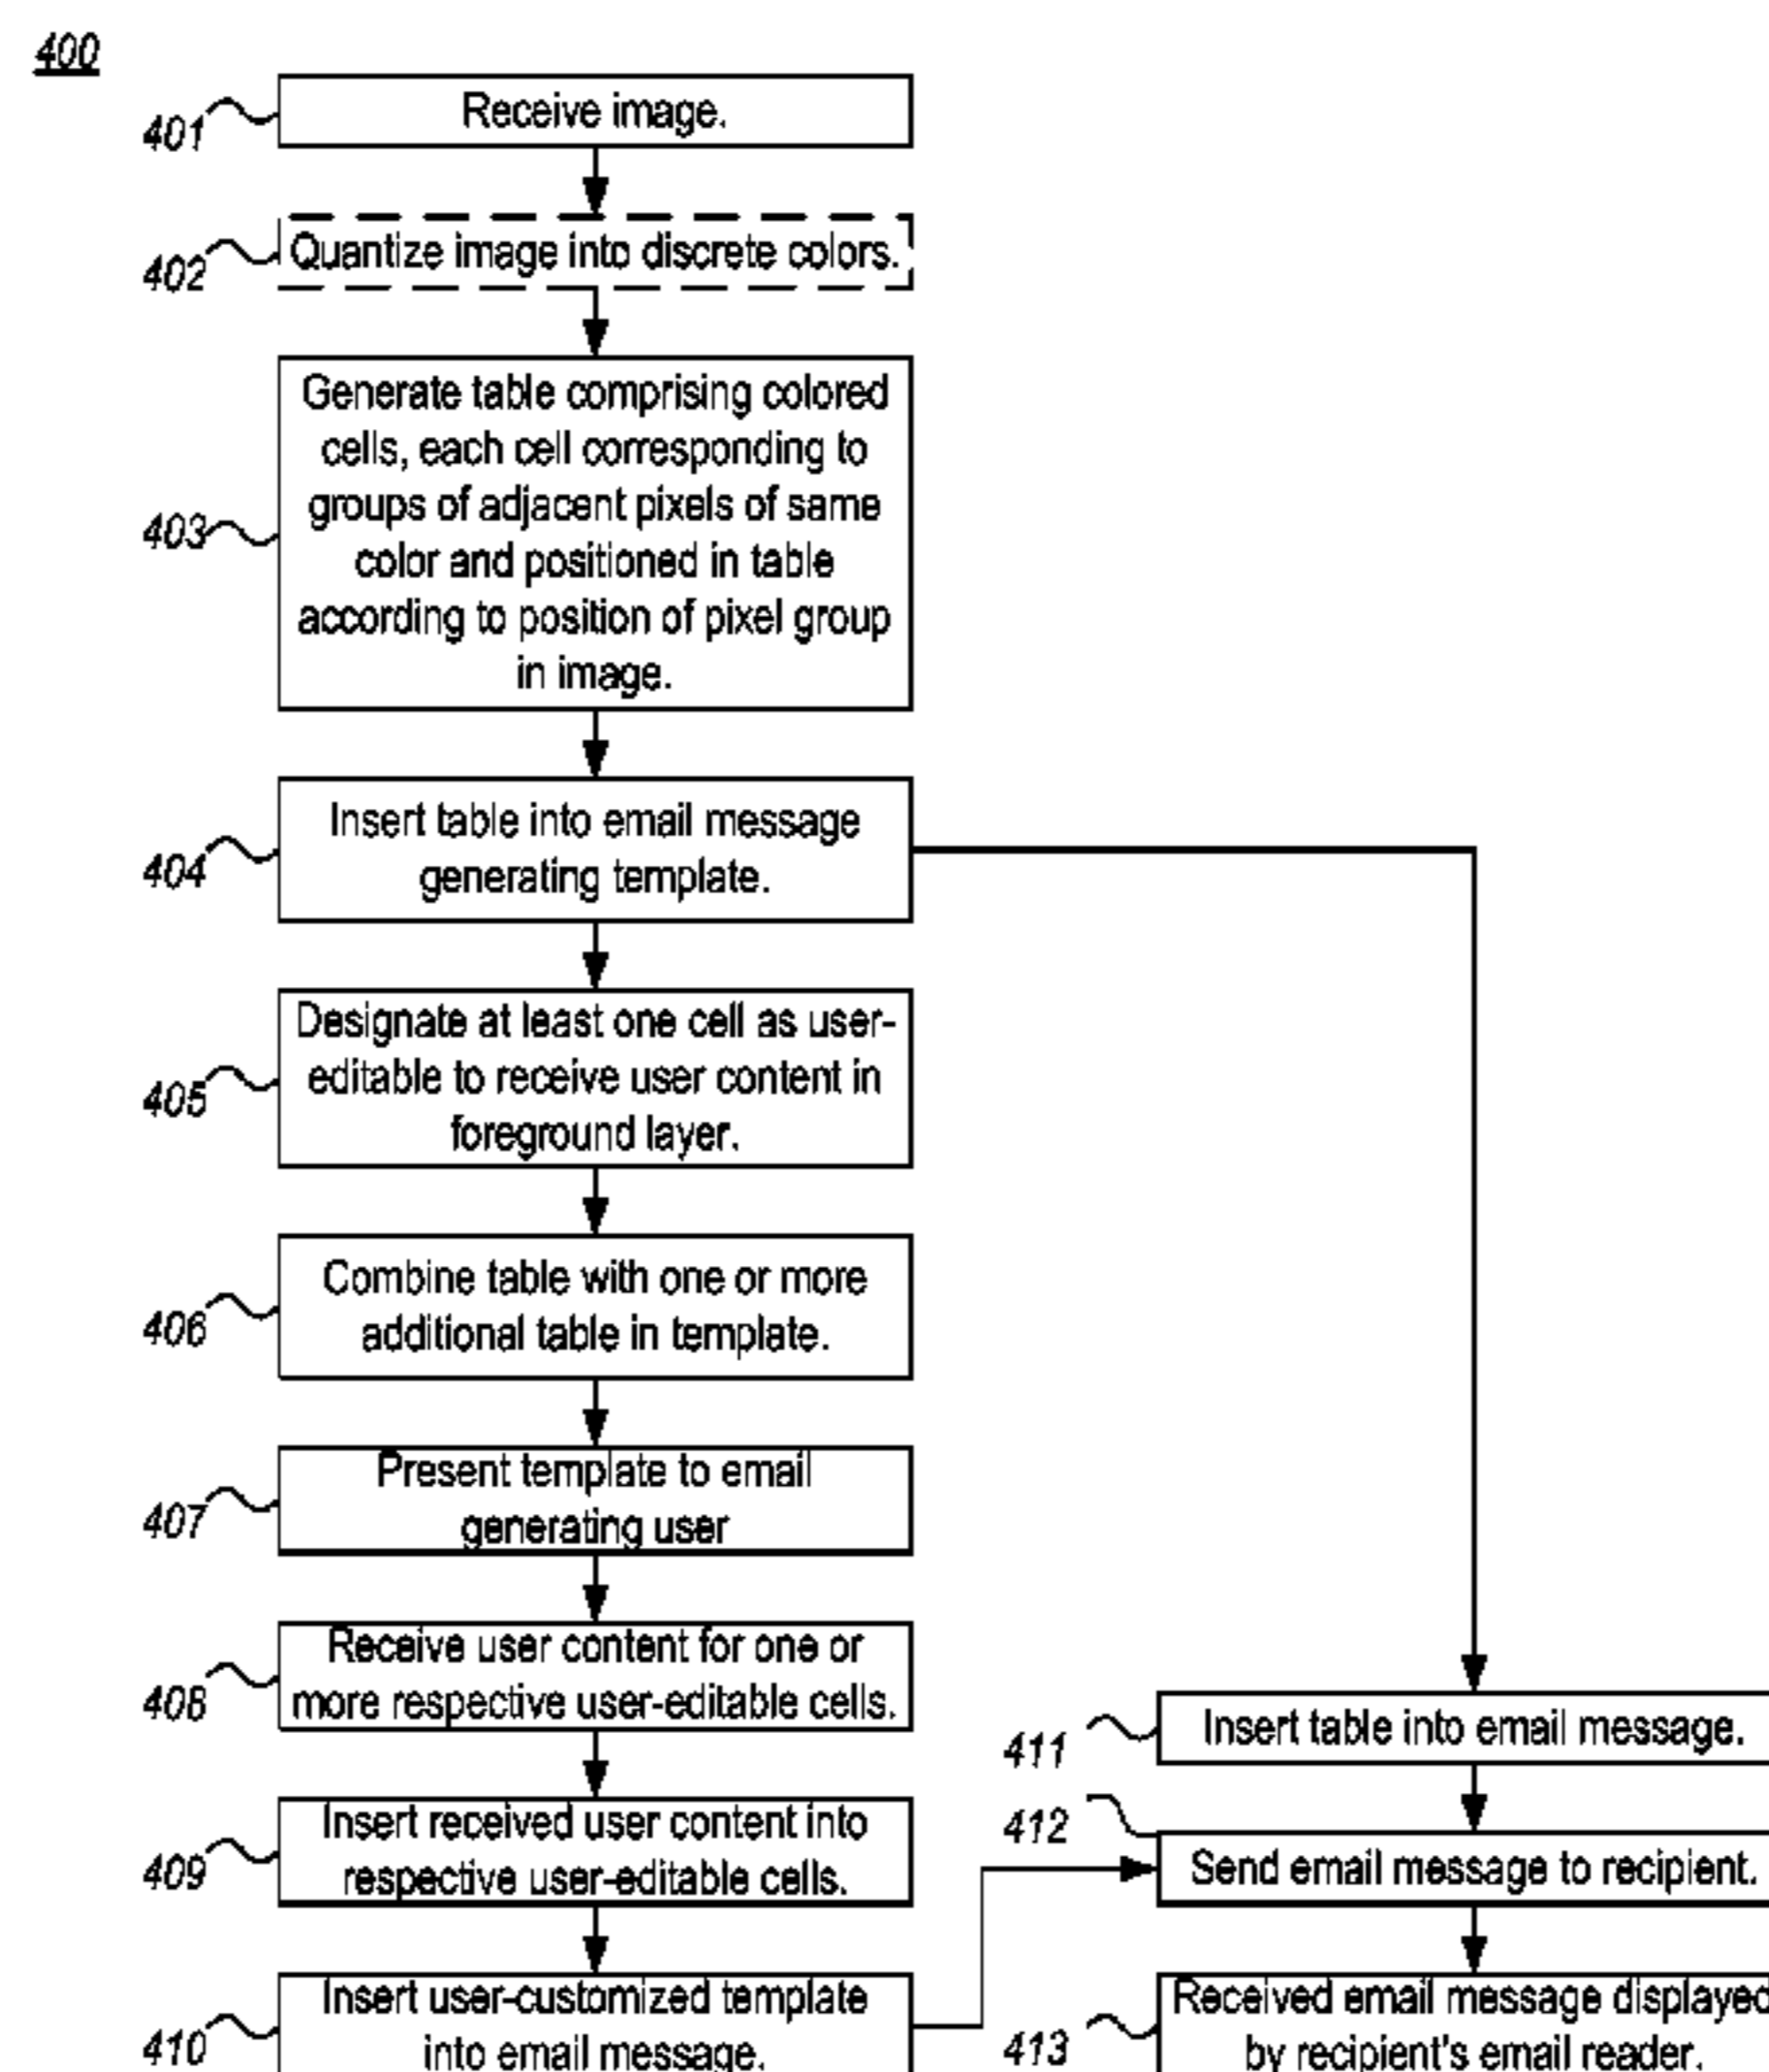 400
401
Receive image.
402
Quantize image into discrete colors.
403
Generate table comprising colored
cells, each cell corresponding to
groups of adjacent pixels of same
color and positioned in table
according to position of pixel group
in image.
404
Insert table into email message
generating template.
405
Designate at least one cell as user-
editable to receive user content in
foreground layer.
406
Combine table with one or more
additional table in template.
407
Present template to email
generating user
408
Receive user content for one or
more respective user-editable cells.
409
Insert received user content into
respective user-editable cells.
410
Insert user-customized template
into email message.
411
Insert table into email message.
412
Send email message to recipient.
413
Received email message displayed
by recipient's email reader.